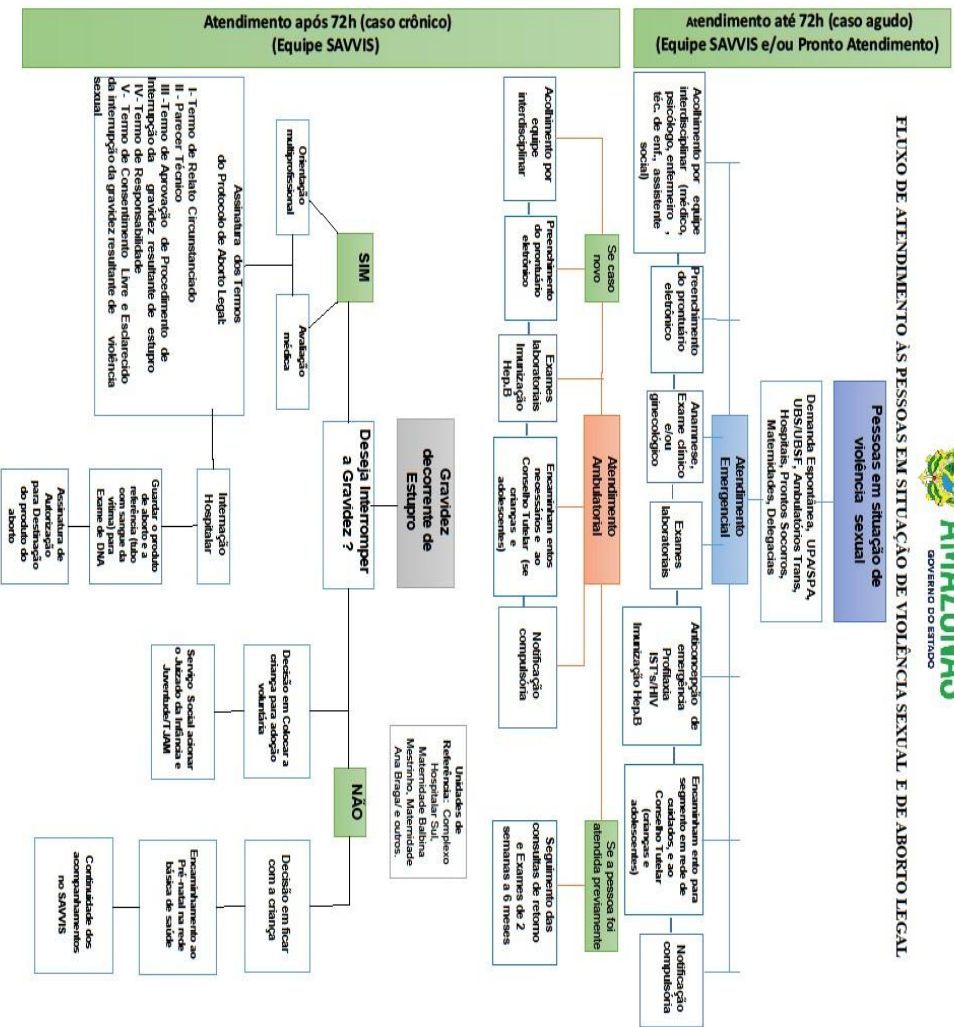 AMAZONAS
GOVERNO DO ESTADO
FLUXO DE ATENDIMENTO ÀS PESSOAS EM SITUAÇÃO DE VIOLÊNCIA SEXUAL E DE ABORTO LEGAL
Pessoas em situação de
violência sexual
Demanda Espontânea, UPA/SPA,
UBS/UBSF, Ambulatórios Trans,
Hospitais, Prontos Socorros,
Maternidades, Delegacias
Atendimento até 72h (caso agudo)
(Equipe SAVVIS e/ou Pronto Atendimento)
Atendimento
Emergencial
Acolhimento por equipe
interdisciplinar (médico,
psicólogo, enfermeiro ,
téc. de enf., assistente
social)
Preenchimento
do prontuário
eletrônico
Anamnese,
Exame clínico
e/ou
ginecológico
Exames
laboratoriais
Anticoncepção de
emergência
Profilaxia
IST's/HIV
Imunização Hep.B
Encaminham ento para
segmento em rede de
cuidados, e ao
Conselho Tutelar
(crianças e
adolescentes)
Notificação
compulsória
Atendimento após 72h (caso crônico)
(Equipe SAVVIS)
Se caso
novo
Atendimento
Ambulatorial
Se a pessoa foi
atendida previamente
Acolhimento por
equipe
interdisciplinar
Preenchimento
do prontuário
eletrônico
Exames
laboratoriais
Imunização
Hep.B
Encaminham entos
necessários e ao
Conselho Tutelar (se
crianças e
adolescentes)
Notificação
compulsória
Seguimento das
consultas de retorno
e Exames de 2
semanas a 6 meses
Gravidez
decorrente de
Estupro
Unidades de
Referência: Complexo
Hospitalar Sul,
Maternidade Balbina
Mestrinho, Maternidade
Ana Braga/ e outros.
Deseja Interromper
a Gravidez ?
SIM
NÃO
Orientação
multiprofissional
Avaliação
médica
Assinatura dos Termos
do Protocolo de Aborto Legal:
I- Termo de Relato Circunstanciado
II - Parecer Técnico
III -Termo de Aprovação de Procedimento de
Interrupção da gravidez resultante de estupro
IV- Termo de Responsabilidade
V- Termo de Consentimento Livre e Esclarecido
da interrupção da gravidez resultante de violência
sexual
Internação
Hospitalar
Guardar o produto
de aborto e a
referência (tubo
com sangue da
vítima) para
Exame de DNA
Assinatura de
Autorização
para Destinação
do produto do
aborto
Decisão em Colocar a
criança para adoção
voluntária
Serviço Social acionar
o Juizado da Infância e
Juventude/TJAM
Decisão em ficar
com a criança
Encaminhamento ao
Pré-natal na rede
básica de saúde
Continuidade dos
acompanhamentos
no SAVVIS